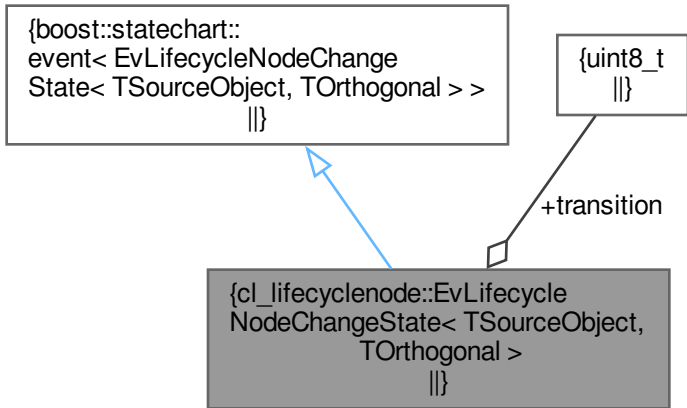 {boost::statechart::
event< EvLifecycleNodeChange
State< TSourceObject, TOrthogonal > >
||}
{uint8_t
||}
+transition
{cl_lifecyclenode::EvLifecycle
NodeChangeState< TSourceObject,
TOrthogonal >
||}